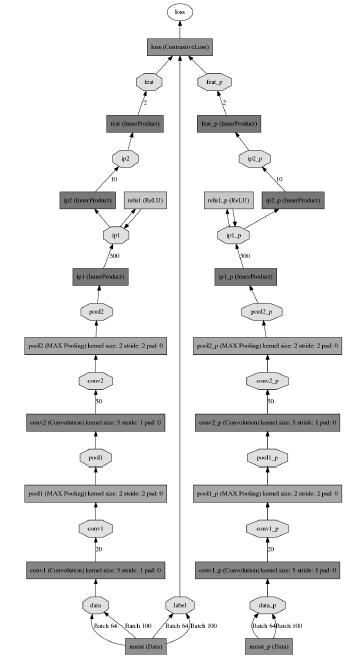 loss
loss (ContrastiveLoss)
feat
feat_p
2
2
feat (InnerProduct)
feat_p (InnerProduct)
ip2
ip2_p
10
10
ip2 (InnerProduct)
relu1 (ReLU)
relu1_p (ReLU)
ip2_p (InnerProduct)
ip1
ip1_p
500
500
ip1 (InnerProduct)
ip1_p (InnerProduct)
pool2
pool2_p
pool2 (MAX Pooling) kernel size: 2 stride: 2 pad: 0
pool2_p (MAX Pooling) kernel size: 2 stride: 2 pad: 0
conv2
conv2_p
50
50
conv2 (Convolution) kernel size: 5 stride: 1 pad: 0
conv2_p (Convolution) kernel size: 5 stride: 1 pad: 0
pool1
pool1_p
pool1 (MAX Pooling) kernel size: 2 stride: 2 pad: 0
pool1_p (MAX Pooling) kernel size: 2 stride: 2 pad: 0
conv1
conv1_p
20
20
conv1 (Convolution) kernel size: 5 stride: 1 pad: 0
conv1_p (Convolution) kernel size: 5 stride: 1 pad: 0
data
label
data_p
Batch 64
Batch 100
Batch 64
Batch 100
Batch 64
Batch 100
mnist (Data)
mnist_p (Data)